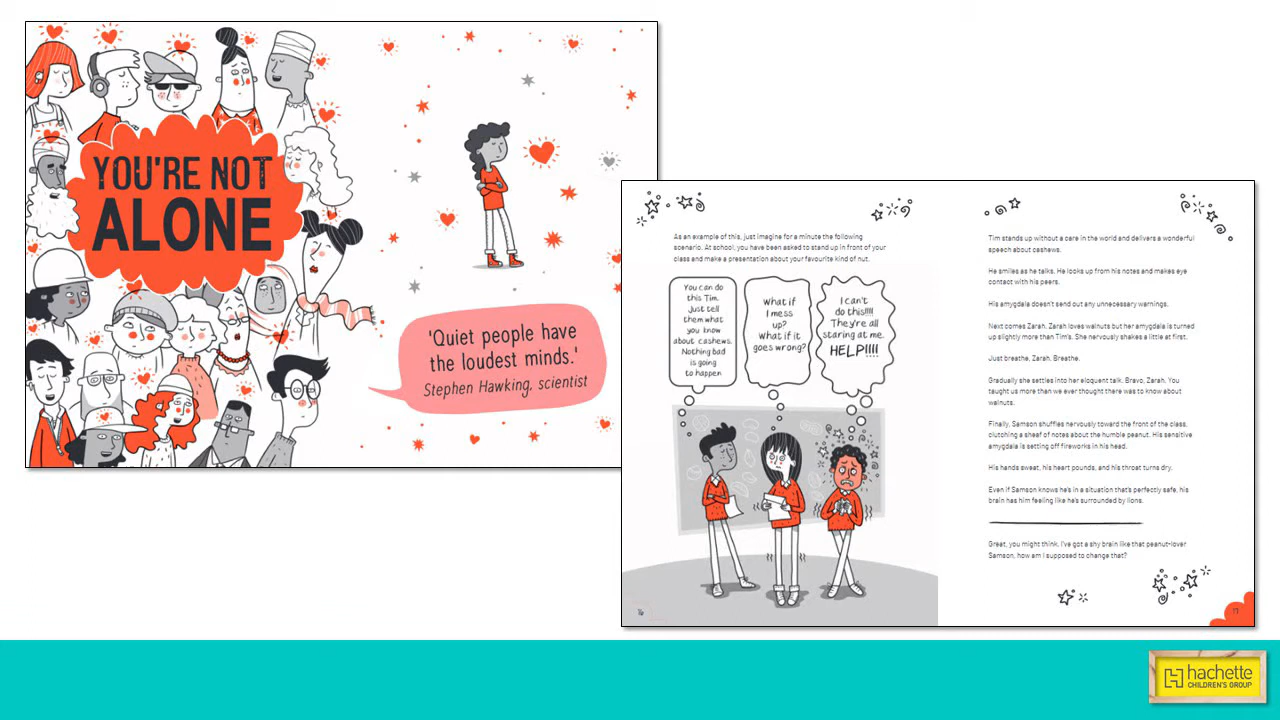 YOU'RE NOT
ALONE
'Quiet people have
the loudest minds.'
Stephen Hawking, scientist
As an example of this, just imagine for a minute the following
scenario. At school, you have been asked to stand up in front of your
class and make a presentation about your favourite kind of nut.
You can do
this Tim.
Just tell
them what
you know
about cashews.
Nothing bad
is going
to happen
What if
I mess
up?
What if it
goes wrong?
I can't
do this!!!!
They're all
staring at me.
HELP!!!!
Tim stands up without a care in the world and delivers a wonderful
speech about cashews.
He smiles as he talks. He looks up from his notes and makes eye
contact with his peers.
His amygdala doesn't send out any unnecessary warnings.
Next comes Zarah. Zarah loves walnuts but her amygdala is turned
up slightly more than Tim's. She nervously shakes a little at first.
Just breathe, Zarah. Breathe.
Gradually she settles into her eloquent talk. Bravo, Zarah. You
taught us more than we ever thought there was to know about
walnuts.
Finally, Samson shuffles nervously toward the front of the class,
clutching a sheaf of notes about the humble peanut. His sensitive
amygdala is setting off fireworks in his head.
His hands sweat, his heart pounds, and his throat turns dry.
Even if Samson knows he's in a situation that's perfectly safe, his
brain has him feeling like he's surrounded by lions.
Great, you might think, I've got a shy brain like that peanut-lover
Samson, how am I supposed to change that?
hachette
CHILDREN'S GROUP